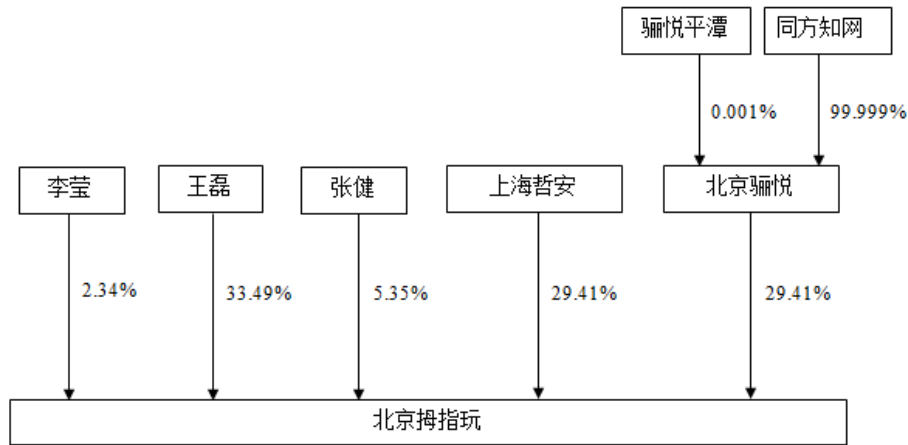 骊悦平潭
同方知网
0.001%
99.999%
李莹
王磊
张健
上海哲安
北京骊悦
2.34%
33.49%
5.35%
29.41%
29.41%
北京拇指玩